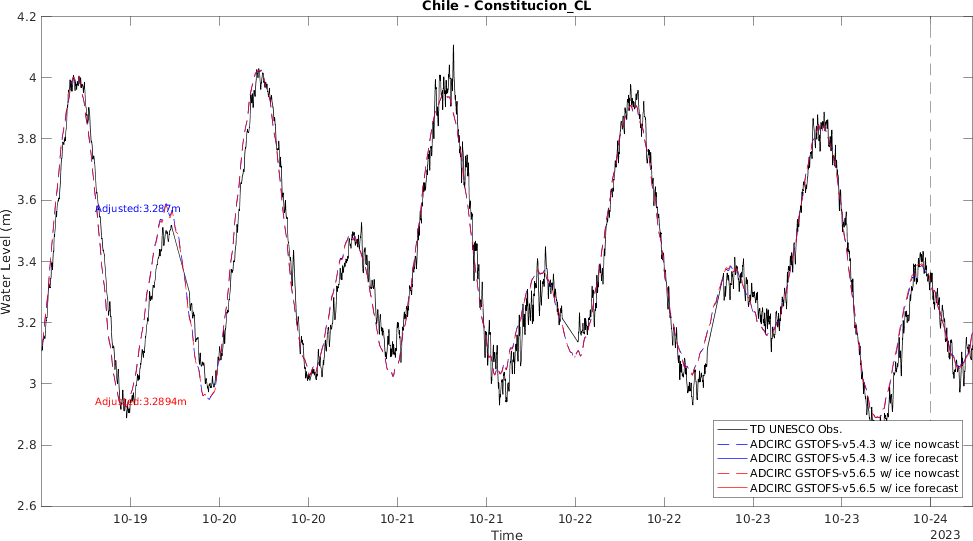 Chile - Constitucion_CL
4.2
4
3.8
3.6
3.4
3.2
3
2.8
2.6
Water Level (m)
Adjusted:3.287m
Adjusted:3.2894m
TD UNESCO Obs.
ADCIRC GSTOFS-v5.4.3 w/ ice nowcast
ADCIRC GSTOFS-v5.4.3 w/ ice forecast
ADCIRC GSTOFS-v5.6.5 w/ ice nowcast
ADCIRC GSTOFS-v5.6.5 w/ ice forecast
10-19 10-20 10-20 10-21 10-21 10-22 10-22 10-23 10-23 10-24
Time 2023